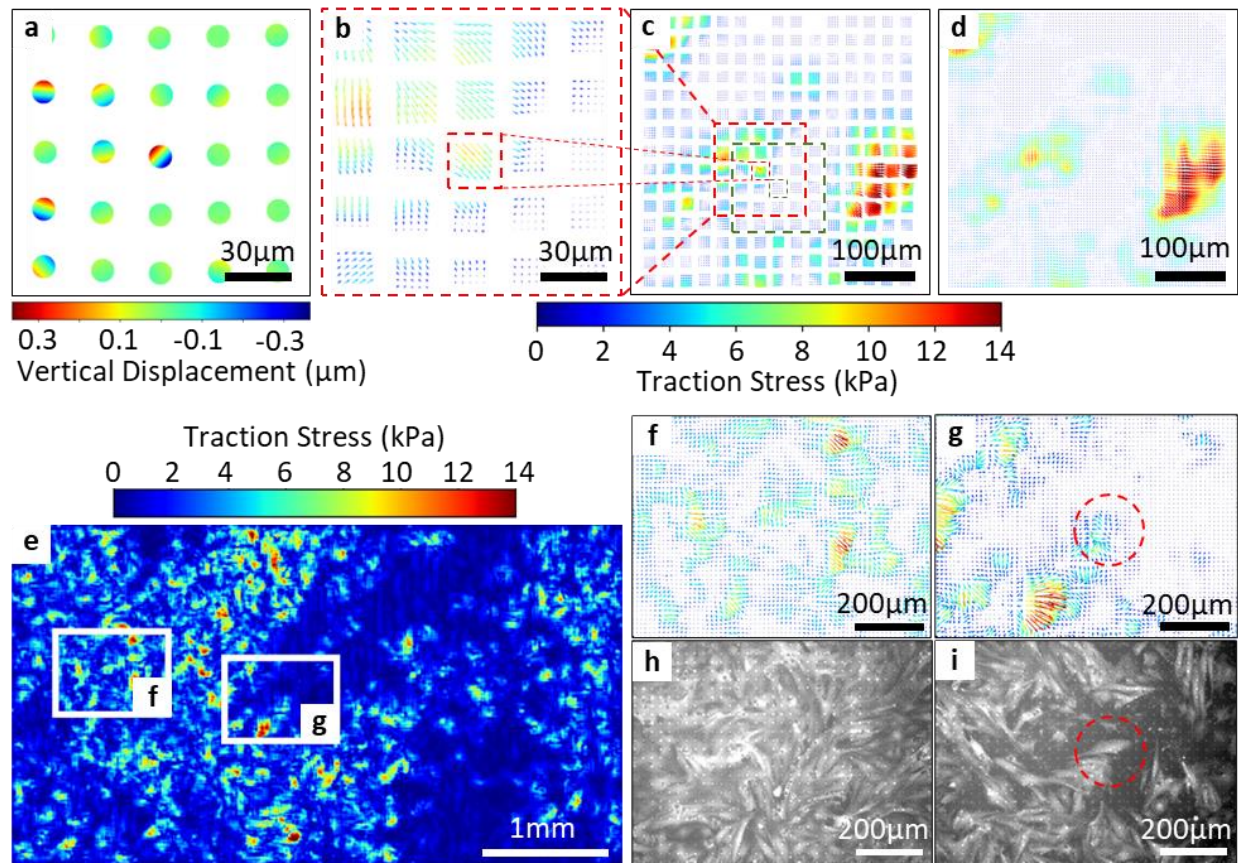 a
b
c
d
30μm
30μm
100μm
100μm
0.3 0.1 -0.1 -0.3
Vertical Displacement (μm)
0 2 4 6 8 10 12 14
Traction Stress (kPa)
Traction Stress (kPa)
0 2 4 6 8 10 12 14
e
f
g
1mm
f
g
200μm
200μm
h
i
200μm
200μm